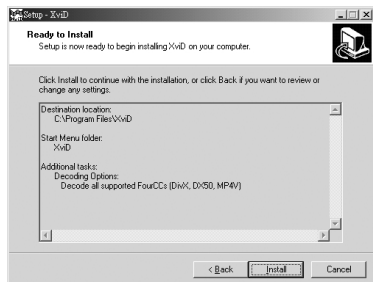 Setup - XviD
Ready to Install
Setup is now ready to begin installing XviD on your computer.
Click Install to continue with the installation, or click Back if you want to review or
change any settings.
Destination location:
C:\Program Files\XviD
Start Menu folder:
XviD
Additional tasks:
Decoding Options:
Decode all supported FourCCs (DivX, DX50, MP4V)
< Back
Install
Cancel